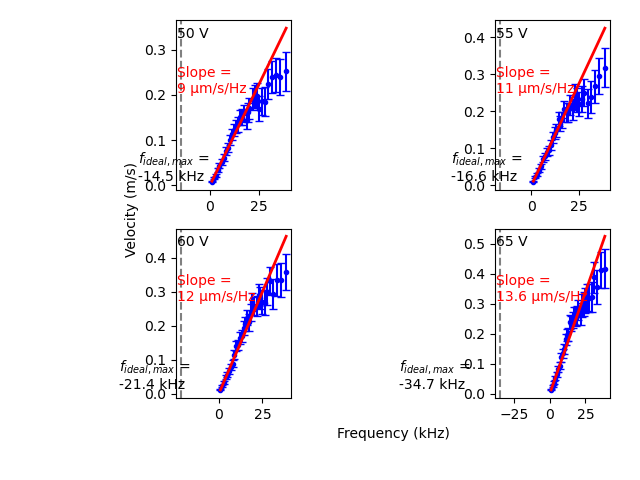 50 V
Slope =
9 µm/s/Hz
f_ideal,max =
-14.5 kHz
0.3
0.2
0.1
0.0
0
25
55 V
Slope =
11 µm/s/Hz
f_ideal,max =
-16.6 kHz
0.4
0.3
0.2
0.1
0.0
0
25
Velocity (m/s)
60 V
Slope =
12 µm/s/Hz
f_ideal,max =
-21.4 kHz
0.4
0.3
0.2
0.1
0.0
0
25
65 V
Slope =
13.6 µm/s/Hz
f_ideal,max =
-34.7 kHz
0.5
0.4
0.3
0.2
0.1
0.0
−25
0
25
Frequency (kHz)